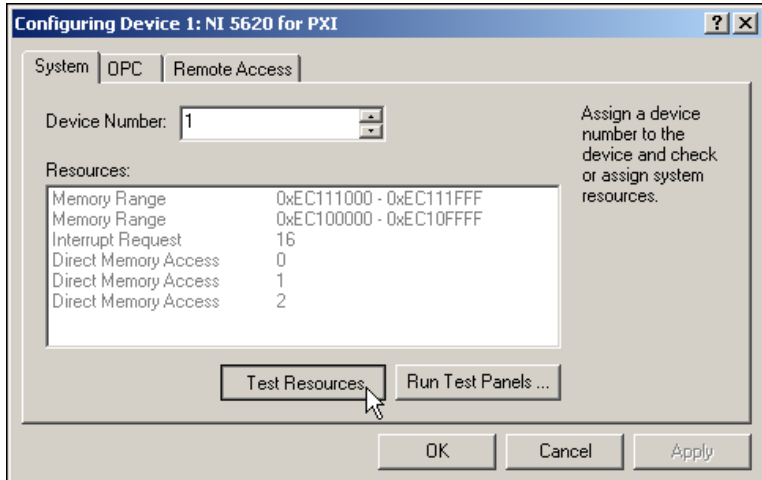 Configuring Device 1: NI 5620 for PXI
System OPC Remote Access
Device Number: 1
Assign a device
number to the
device and check
or assign system
resources.
Resources:
Memory Range 0xEC111000 - 0xEC111FFF
Memory Range 0xEC100000 - 0xEC10FFFF
Interrupt Request 16
Direct Memory Access 0
Direct Memory Access 1
Direct Memory Access 2
Test Resources Run Test Panels ...
OK Cancel Apply